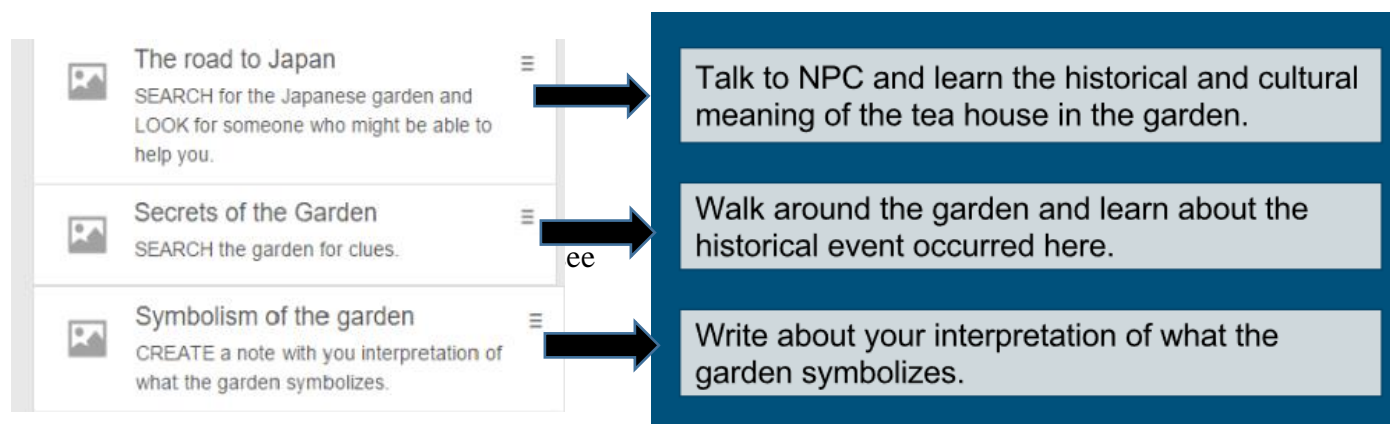 The road to Japan
SEARCH for the Japanese garden and
LOOK for someone who might be able to
help you.
Talk to NPC and learn the historical and cultural
meaning of the tea house in the garden.
Secrets of the Garden
SEARCH the garden for clues.
ee
Walk around the garden and learn about the
historical event occurred here.
Symbolism of the garden
CREATE a note with you interpretation of
what the garden symbolizes.
Write about your interpretation of what the
garden symbolizes.